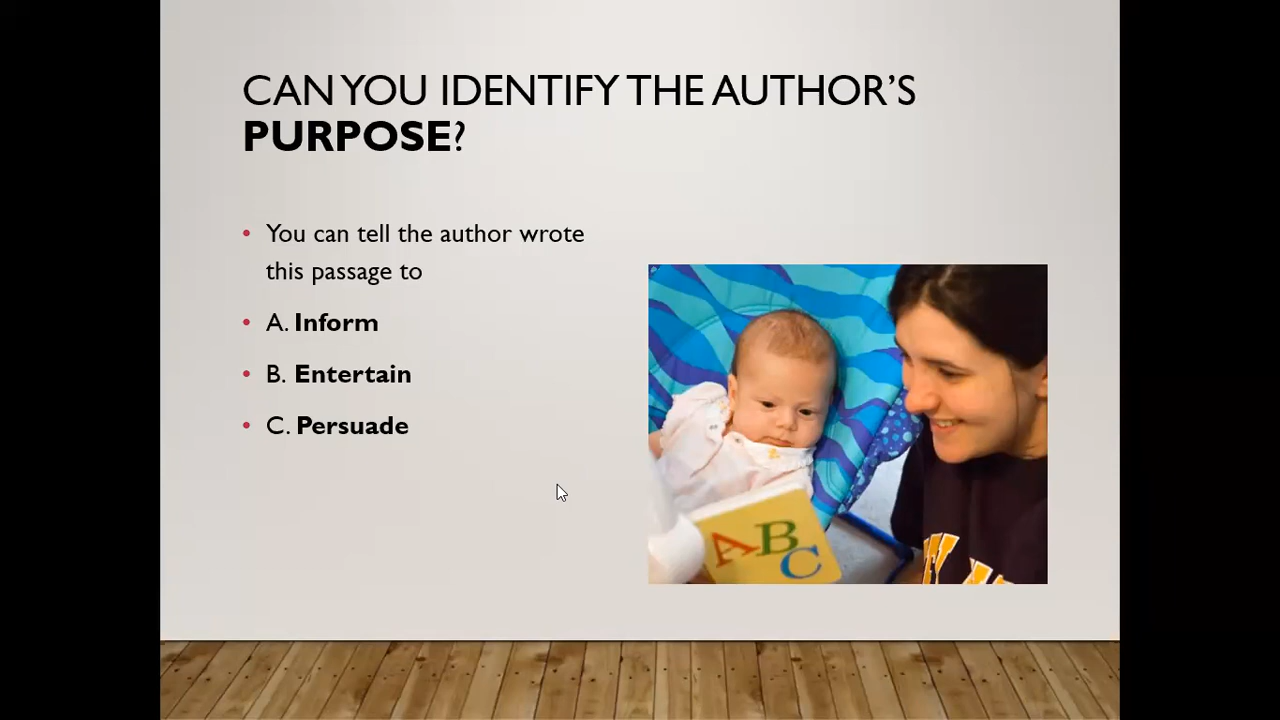 CAN YOU IDENTIFY THE AUTHOR'S
PURPOSE?
• You can tell the author wrote
this passage to
• A. Inform
• B. Entertain
• C. Persuade
ABC